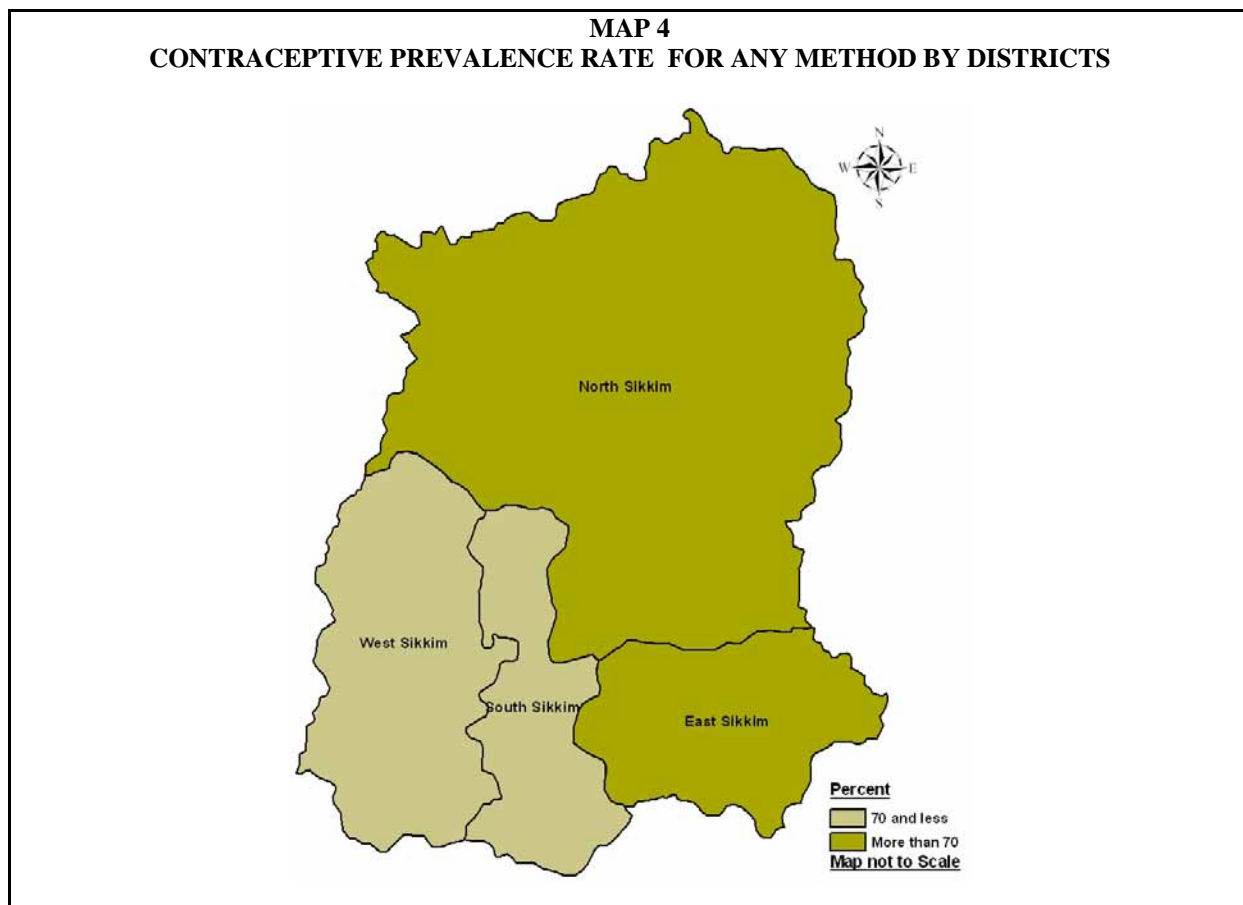 MAP 4
CONTRACEPTIVE PREVALENCE RATE FOR ANY METHOD BY DISTRICTS
N
W E
S
North Sikkim
West Sikkim
South Sikkim
East Sikkim
Percent
70 and less
More than 70
Map not to Scale